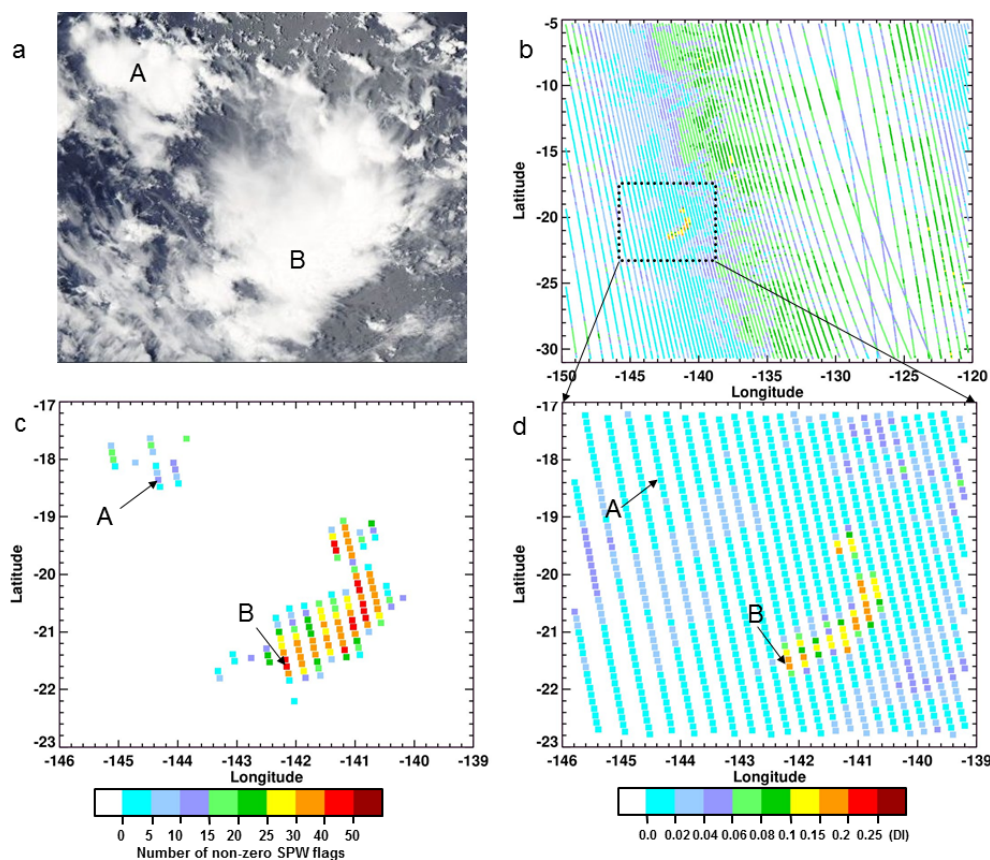 a
A
B
b
-5
-10
-15
-20
-25
-30
Latitude
-150 -145 -140 -135 -130 -125 -120
Longitude
c
-17
-18
-19
-20
-21
-22
-23
Latitude
A
B
-146 -145 -144 -143 -142 -141 -140 -139
Longitude
0 5 10 15 20 25 30 40 50
Number of non-zero SPW flags
d
-17
-18
-19
-20
-21
-22
-23
Latitude
A
B
-146 -145 -144 -143 -142 -141 -140 -139
Longitude
0.0 0.02 0.04 0.06 0.08 0.1 0.15 0.2 0.25 (DI)